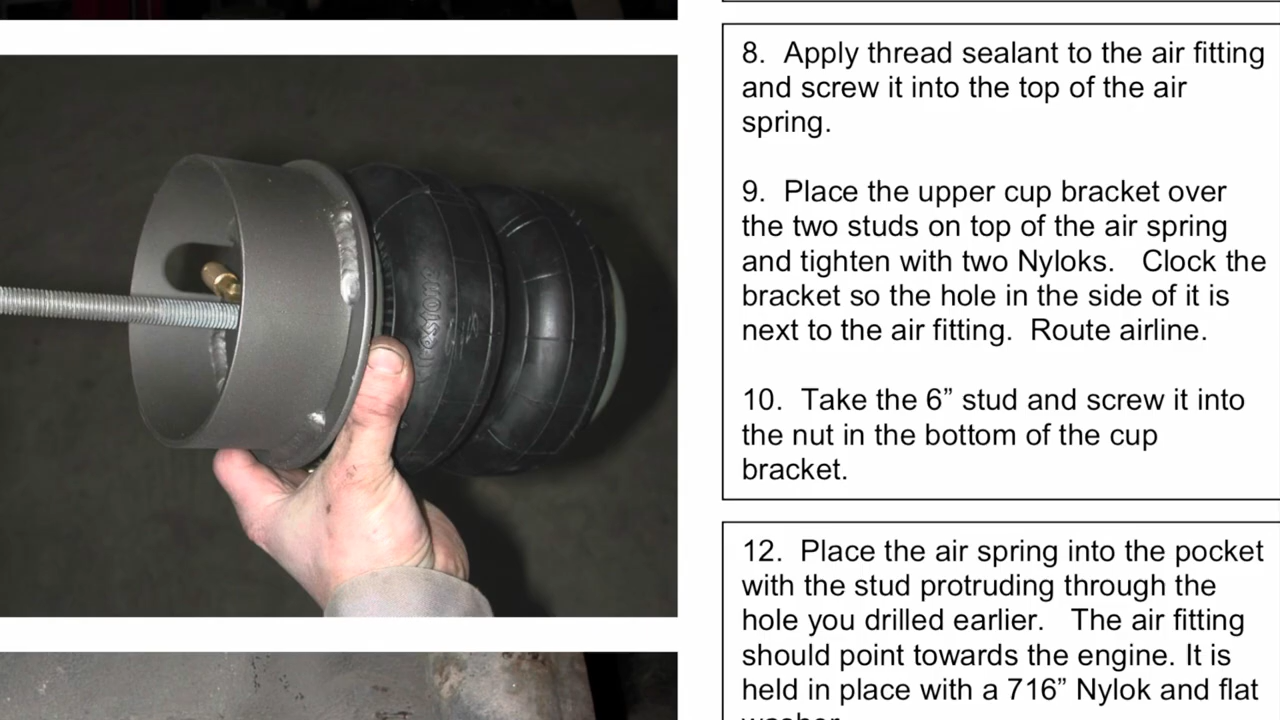 8. Apply thread sealant to the air fitting
and screw it into the top of the air
spring.
9. Place the upper cup bracket over
the two studs on top of the air spring
and tighten with two Nyloks. Clock the
bracket so the hole in the side of it is
next to the air fitting. Route airline.
10. Take the 6” stud and screw it into
the nut in the bottom of the cup
bracket.
12. Place the air spring into the pocket
with the stud protruding through the
hole you drilled earlier. The air fitting
should point towards the engine. It is
held in place with a 716” Nylok and flat